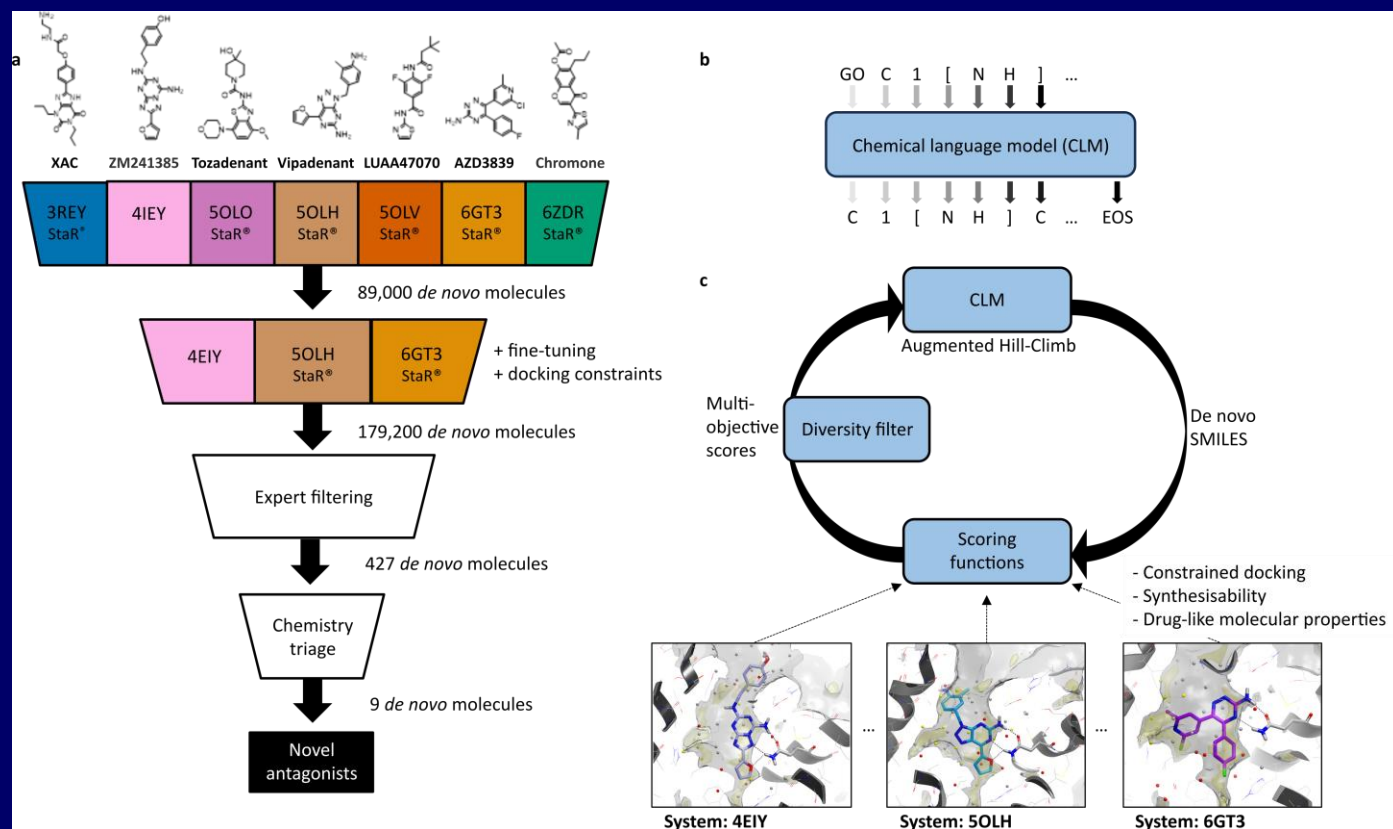 a
XAC
ZM241385
Tozadenant
Vipadenant
LUAA47070
AZD3839
Chromone
3REY
StaR®
4IEY
5OLO
StaR®
5OLH
StaR®
5OLV
StaR®
6GT3
StaR®
6ZDR
StaR®
89,000 de novo molecules
4EIY
5OLH
StaR®
6GT3
StaR®
+ fine-tuning
+ docking constraints
179,200 de novo molecules
Expert filtering
427 de novo molecules
Chemistry
triage
9 de novo molecules
Novel
antagonists
b
GO C 1 [ N H ] ...
Chemical language model (CLM)
C 1 [ N H ] C ... EOS
c
CLM
Augmented Hill-Climb
Multi-
objective
scores
Diversity filter
De novo
SMILES
Scoring
functions
- Constrained docking
- Synthesisability
- Drug-like molecular properties
...
...
System: 4EIY
System: 5OLH
System: 6GT3